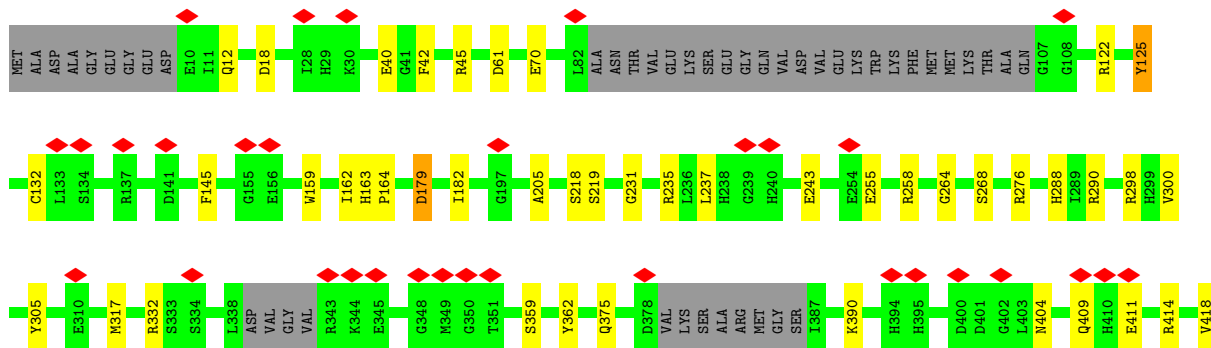 MET ALA ASP ALA GLY GLU GLU GLY GLU ASP E10 I11 Q12 D18 I28 H29 K30 E40 G41 F42 R45 D61 E70 L82 ALA ASN THR VAL GLU LYS SER GLU GLY GLN VAL ASP VAL GLU LYS TRP LYS PHE MET MET LYS THR ALA GLN G107 G108 R122 Y125
C132 L133 S134 R137 D141 F145 G155 E156 W159 I162 H163 P164 D179 I182 G197 A205 S218 S219 G231 R235 L236 L237 H238 G239 H240 E243 E254 E255 R258 G264 S268 R276 H288 I289 R290 R298 H299 V300
Y305 E310 M317 R332 S333 S334 L338 ASP VAL GLY VAL R343 K344 E345 G348 M349 G350 T351 S359 Y362 Q375 D378 VAL LYS SER ALA ARG MET GLY SER I387 K390 H394 H395 D400 D401 G402 L403 N404 Q409 H410 E411 R414 V418